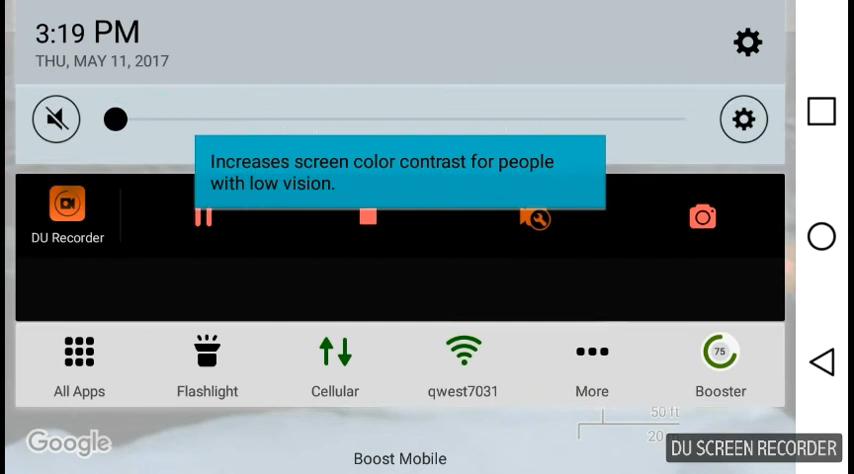 3:19 PM
THU, MAY 11, 2017
Increases screen color contrast for people
with low vision.
DU Recorder
All Apps
Flashlight
Cellular
qwest7031
More
75
Booster
50 ft
20
Google
Boost Mobile
DU SCREEN RECORDER